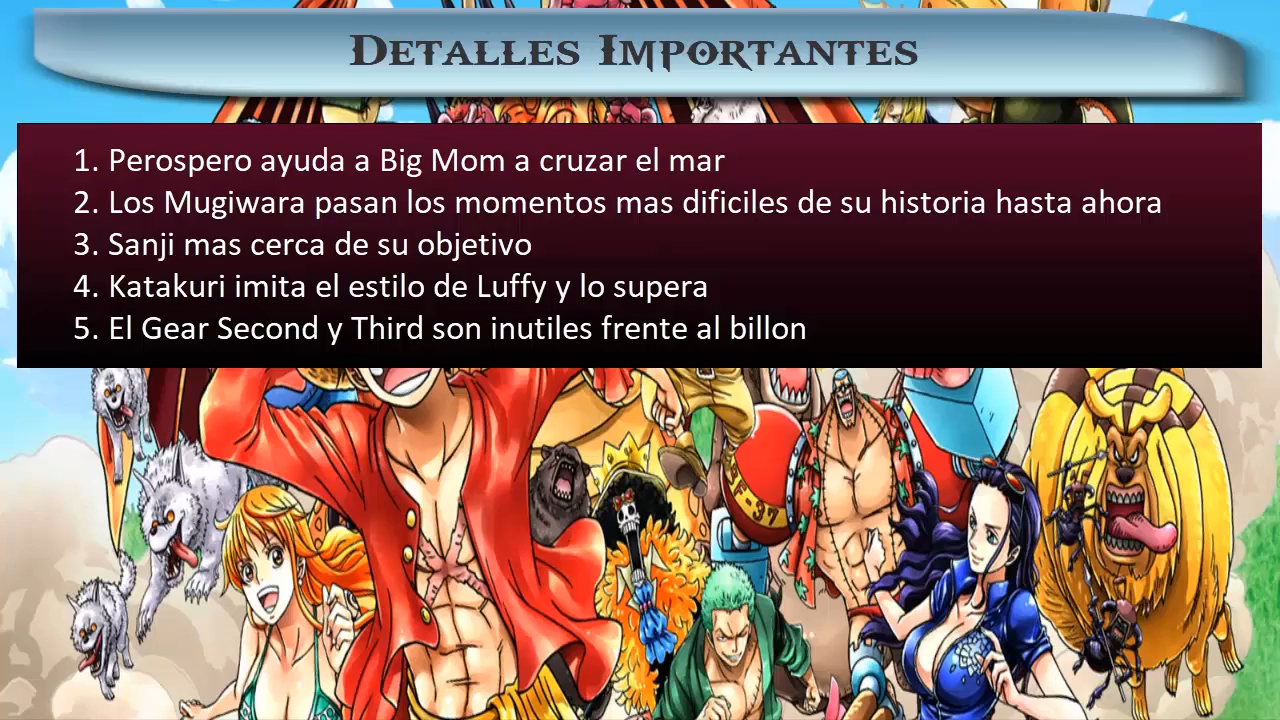 Detalles Importantes
1. Perospero ayuda a Big Mom a cruzar el mar
2. Los Mugiwara pasan los momentos mas dificiles de su historia hasta ahora
3. Sanji mas cerca de su objetivo
4. Katakuri imita el estilo de Luffy y lo supera
5. El Gear Second y Third son inutiles frente al billon
BF-37